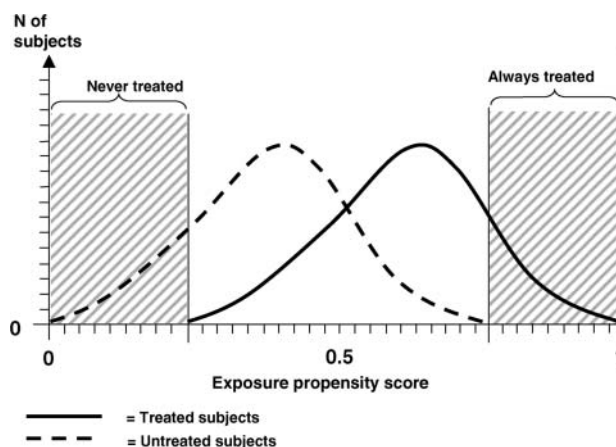 N of
subjects
Never treated
Always treated
0
0
0.5
Exposure propensity score
= Treated subjects
= Untreated subjects